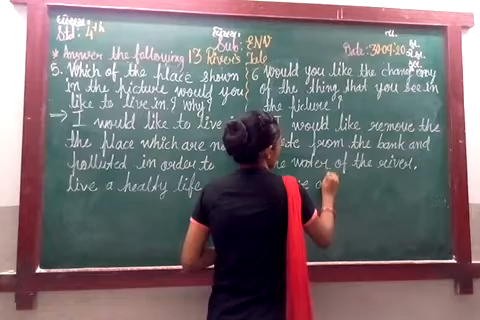 ધોરણ:
Std: 4th
વિષય:
Sub: ENV
તા.
Date: 30-09-20
* Answer the following 13 River's Tale
5. Which of the place shown
in the picture would you
like to live in? why?
⇒ I would like to live
the place which are
polluted in order to
live a healthy life
6 Would you like the change any
of the thing that you see in
the picture?
I would like remove the
from the bank and
water of the river.